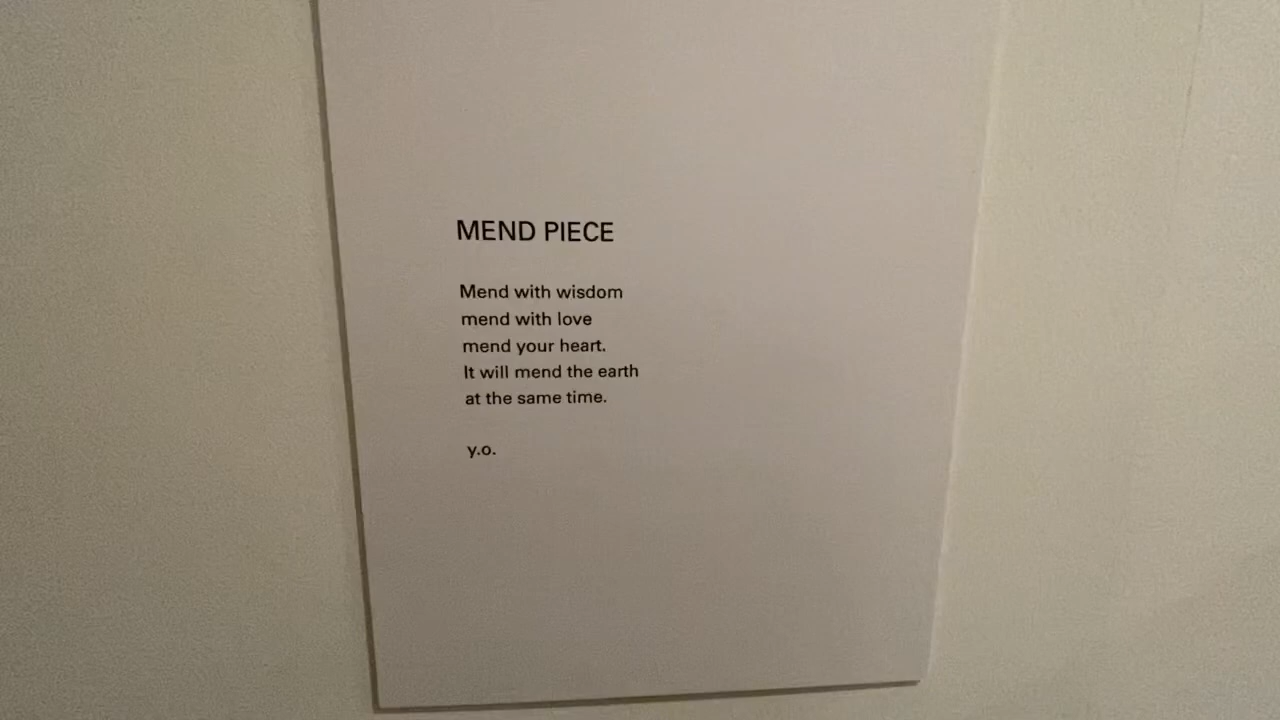 MEND PIECE
Mend with wisdom
mend with love
mend your heart.
It will mend the earth
at the same time.
y.o.